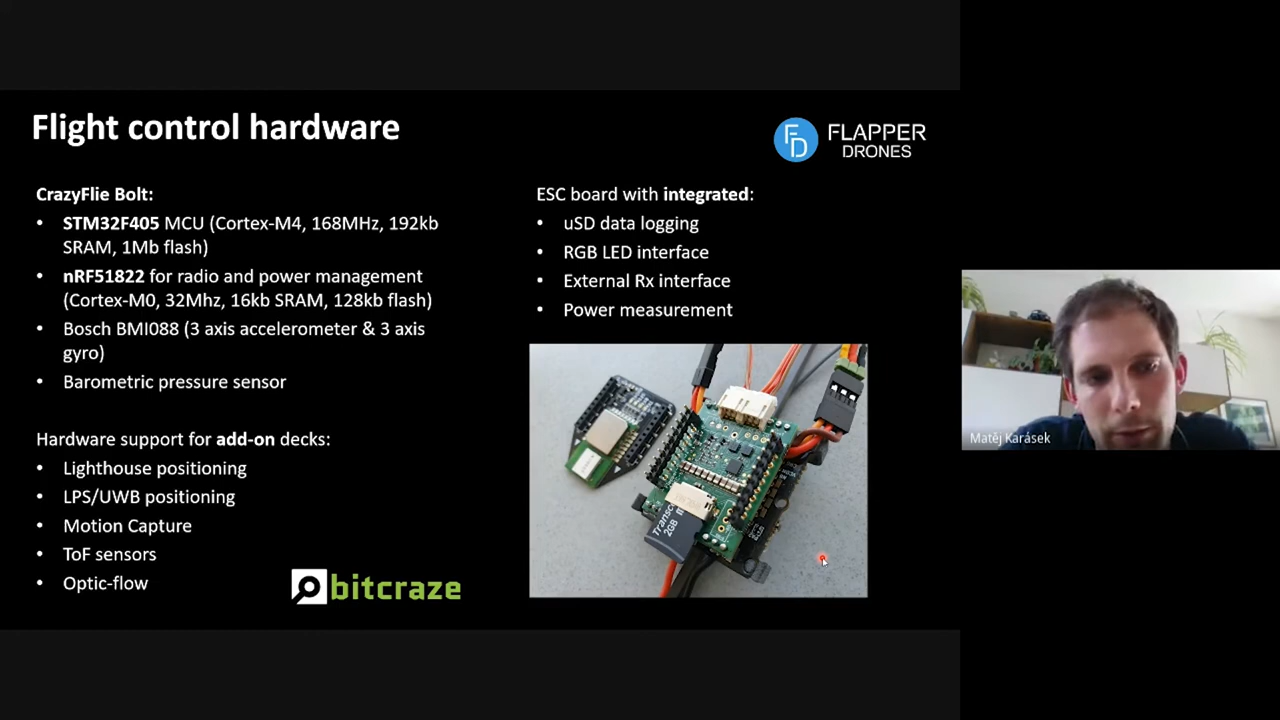 Flight control hardware
FD
FLAPPER
DRONES
CrazyFlie Bolt:
• STM32F405 MCU (Cortex-M4, 168MHz, 192kb
SRAM, 1Mb flash)
• nRF51822 for radio and power management
(Cortex-M0, 32Mhz, 16kb SRAM, 128kb flash)
• Bosch BMI088 (3 axis accelerometer & 3 axis
gyro)
• Barometric pressure sensor
Hardware support for add-on decks:
• Lighthouse positioning
• LPS/UWB positioning
• Motion Capture
• ToF sensors
• Optic-flow
bitcraze
ESC board with integrated:
• uSD data logging
• RGB LED interface
• External Rx interface
• Power measurement
Transc
2GB
Matěj Karásek